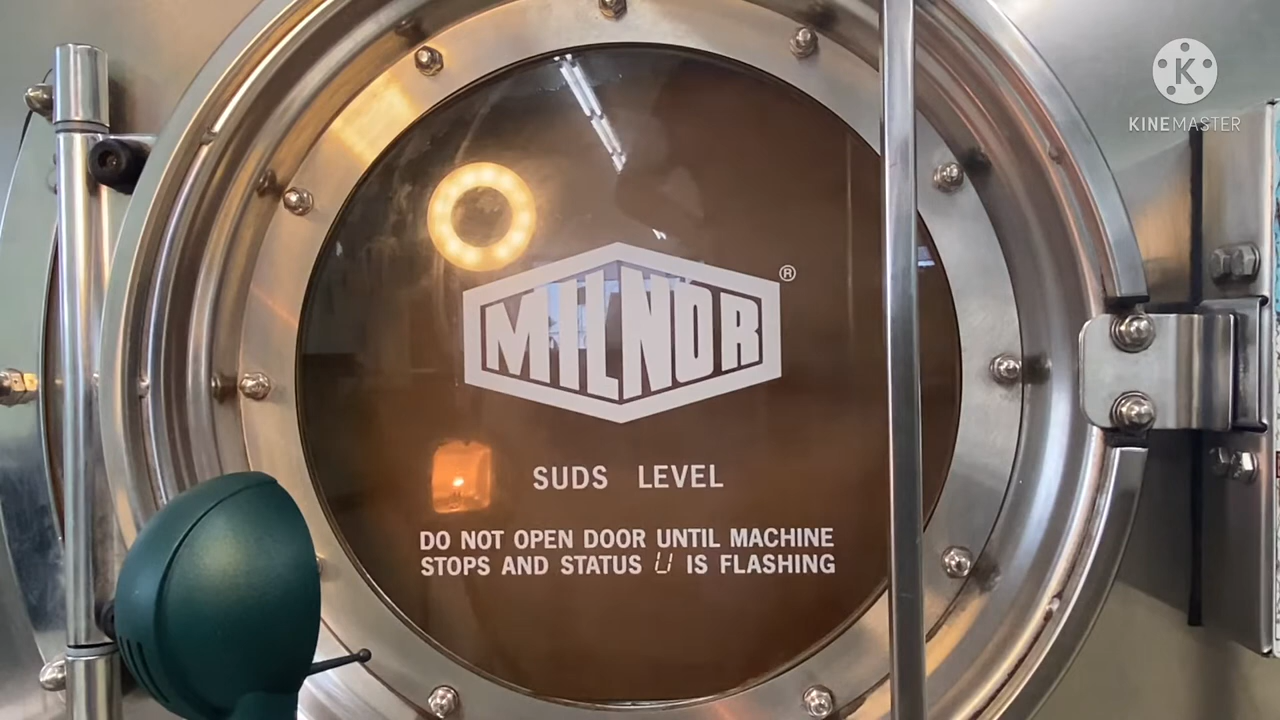 K
KINEMASTER
MILNOR ®
SUDS LEVEL
DO NOT OPEN DOOR UNTIL MACHINE
STOPS AND STATUS U IS FLASHING